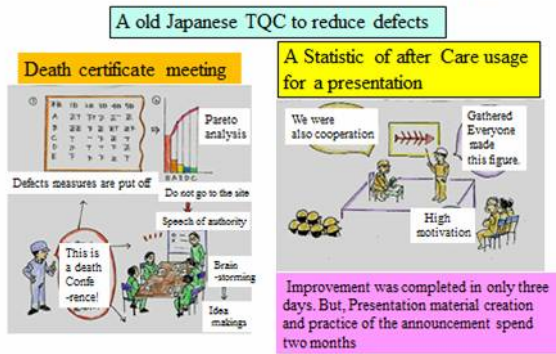 A old Japanese TQC to reduce defects
Death certificate meeting
Pareto
analysis
Defects measures are put off
Do not go to the site
Speech of authority
This is
a death
Confe
-rence!
Brain
-storming
Idea
makings
A Statistic of after Care usage
for a presentation
We were
also cooperation
Gathered
Everyone
made
this figure.
High
motivation
Improvement was completed in only three
days. But, Presentation material creation
and practice of the announcement spend
two months